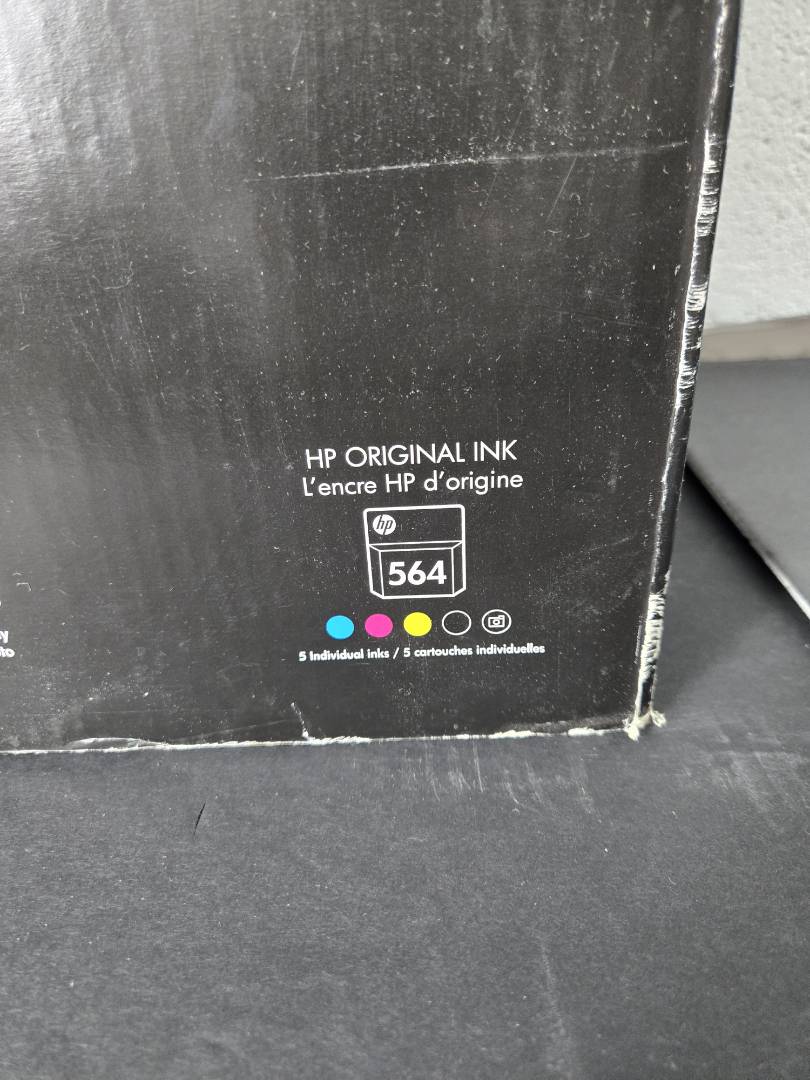 HP ORIGINAL INK
L'encre HP d'origine
hp
564
5 Individual inks / 5 cartouches individuelles